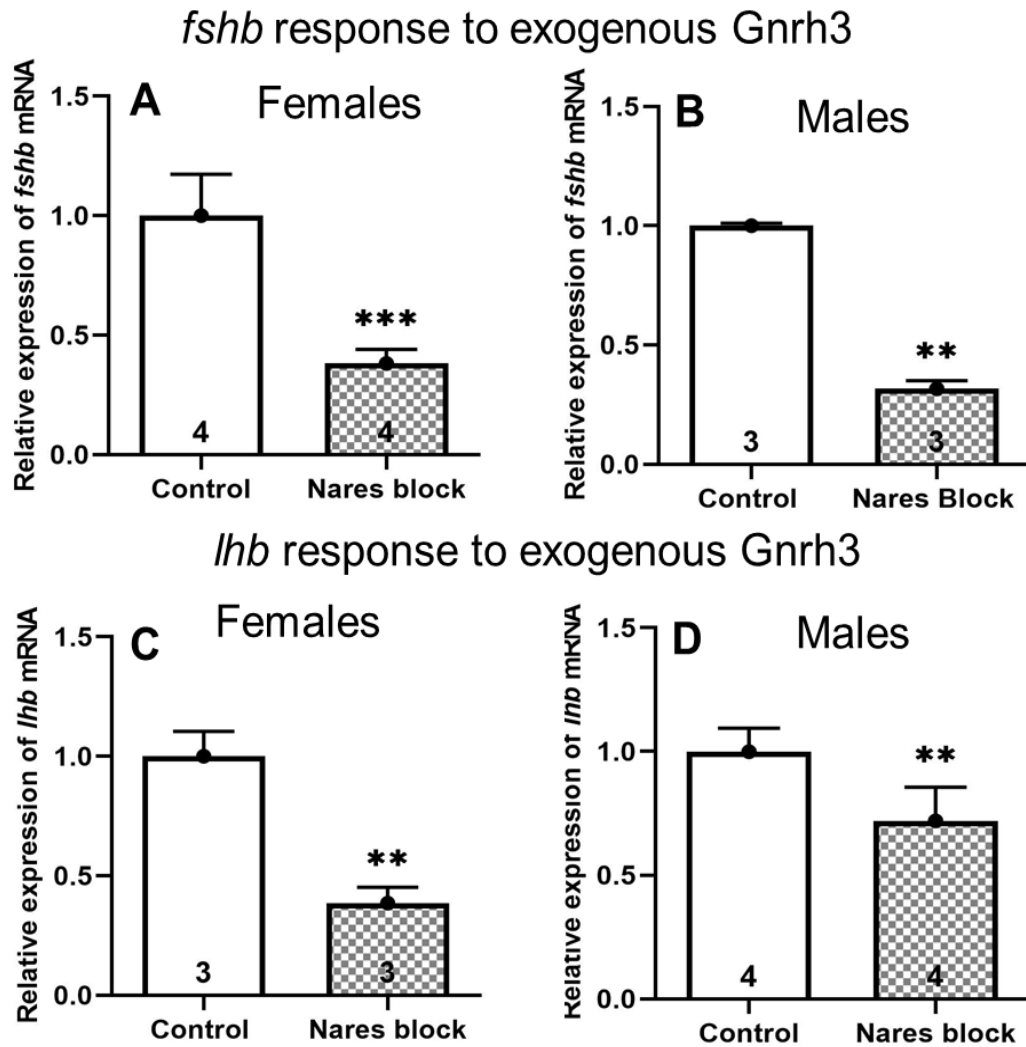 fshb response to exogenous Gnrh3
A
Females
Relative expression of fshb mRNA
1.5
1.0
0.5
0.0
***
4
4
Control
Nares block
B
Males
Relative expression of fshb mRNA
1.5
1.0
0.5
0.0
**
3
3
Control
Nares Block
lhb response to exogenous Gnrh3
C
Females
Relative expression of lhb mRNA
1.5
1.0
0.5
0.0
**
3
3
Control
Nares block
D
Males
Relative expression of lhb mRNA
1.5
1.0
0.5
0.0
**
4
4
Control
Nares block